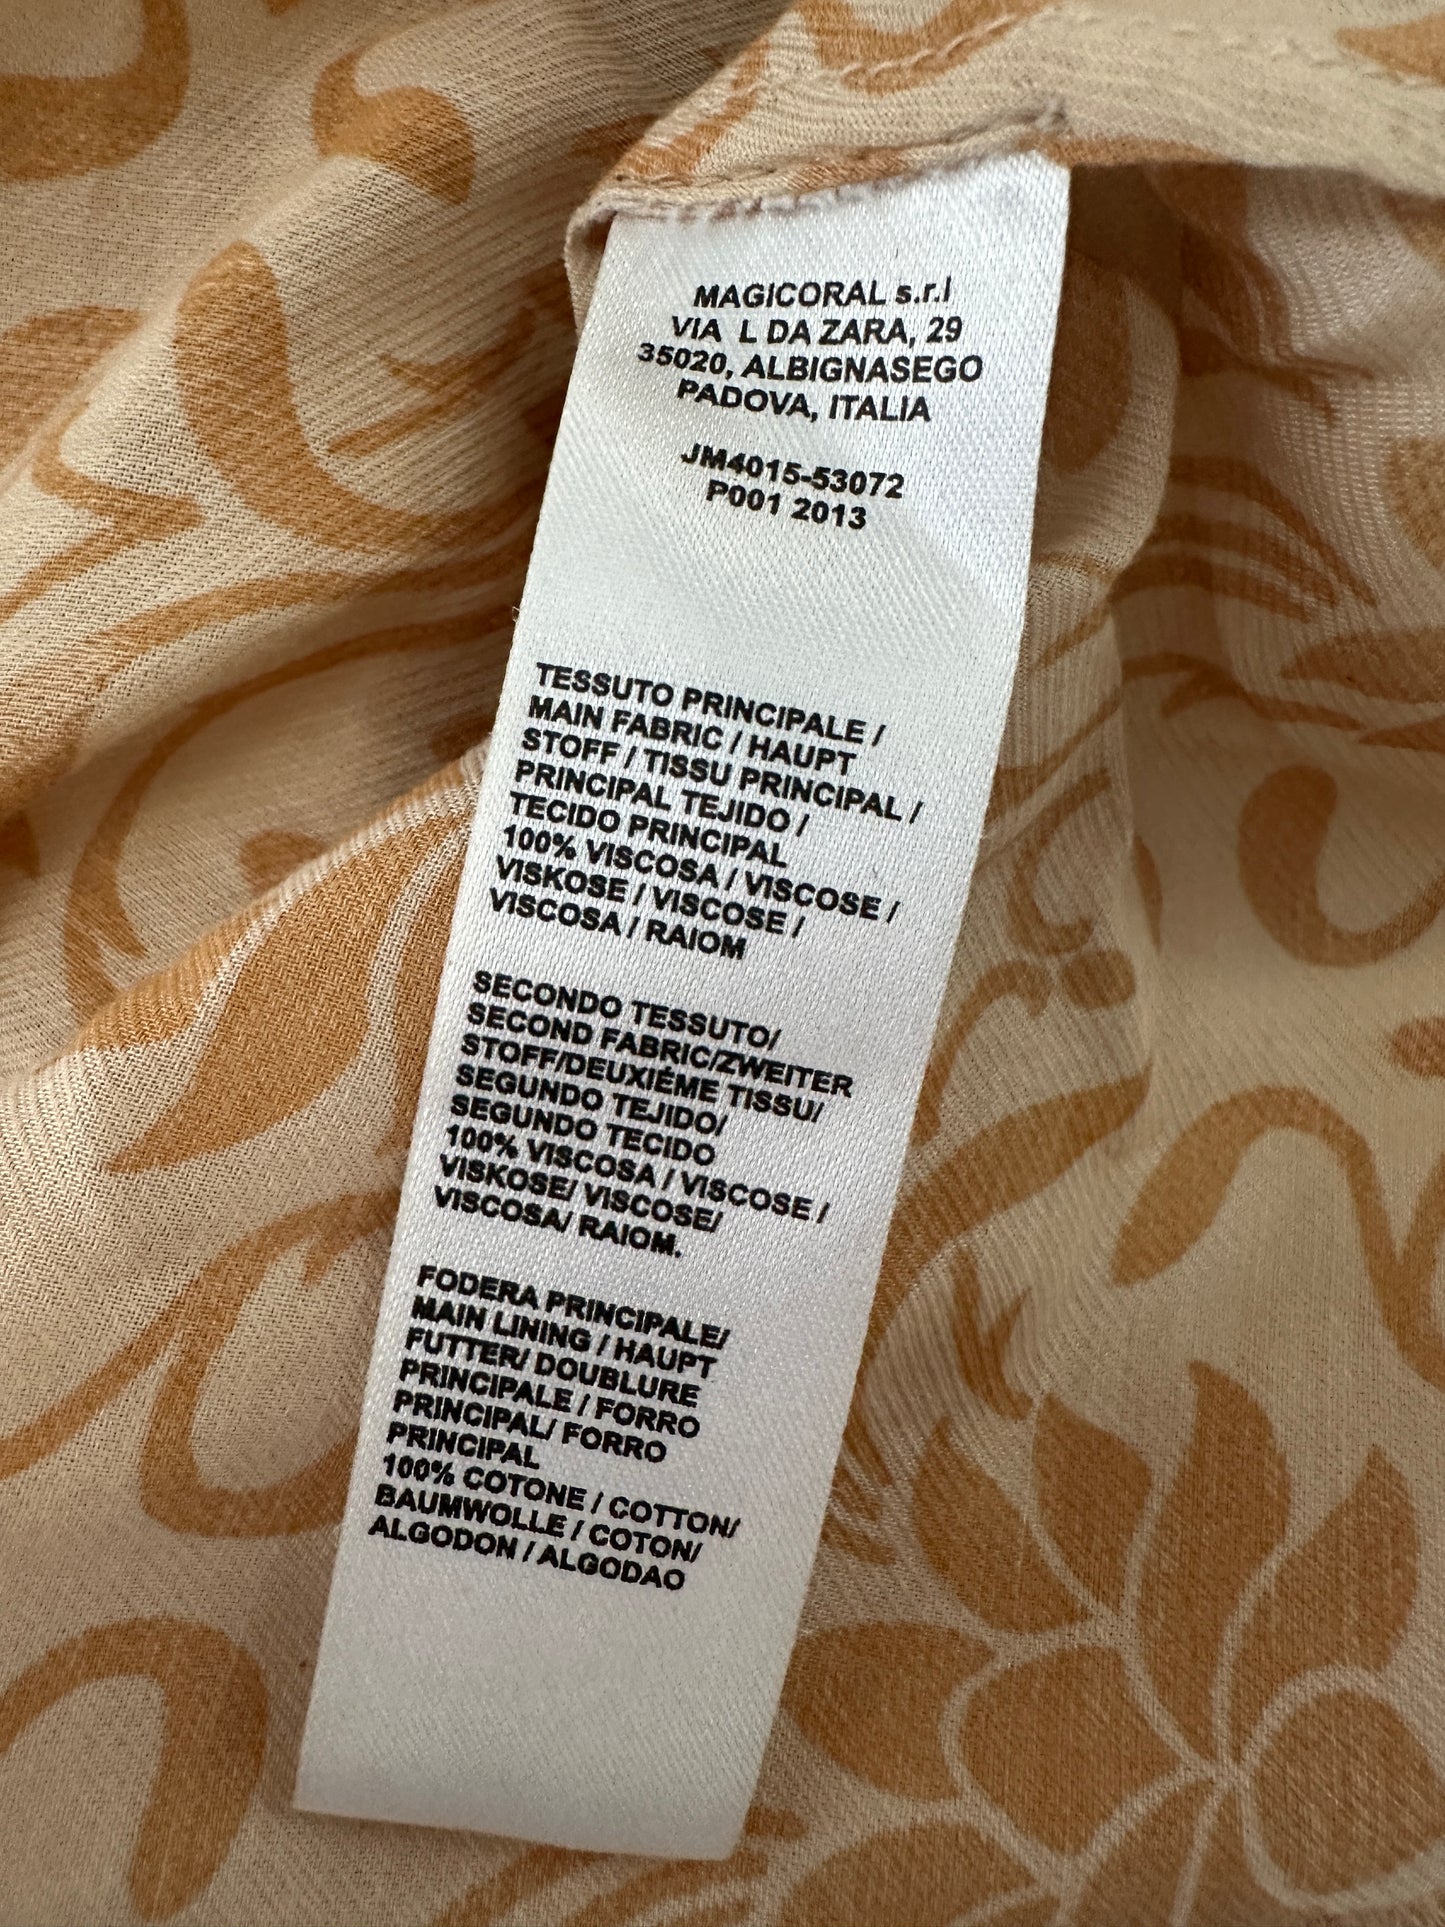 MAGICORAL s.r.l
VIA L DA ZARA, 29
35020, ALBIGNASEGO
PADOVA, ITALIA
JM4015-53072
P001 2013
TESSUTO PRINCIPALE /
MAIN FABRIC / HAUPT
STOFF / TISSU PRINCIPAL /
PRINCIPAL TEJIDO /
TECIDO PRINCIPAL
100% VISCOSA / VISCOSE /
VISKOSE / VISCOSE /
VISCOSA / RAIOM
SECONDO TESSUTO/
SECOND FABRIC/ZWEITER
STOFF/DEUXIÉME TISSU/
SEGUNDO TEJIDO/
SEGUNDO TECIDO
100% VISCOSA / VISCOSE /
VISKOSE/ VISCOSE/
VISCOSA/ RAIOM.
FODERA PRINCIPALE/
MAIN LINING / HAUPT
FUTTER/ DOUBLURE
PRINCIPALE / FORRO
PRINCIPAL/ FORRO
PRINCIPAL
100% COTONE / COTTON/
BAUMWOLLE / COTON/
ALGODON / ALGODAO